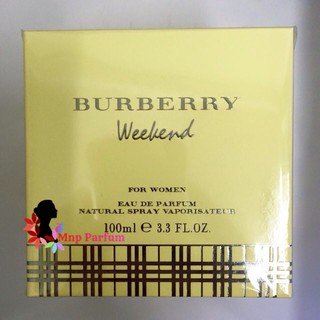 BURBERRY
Weekend
FOR WOMEN
EAU DE PARFUM
NATURAL SPRAY VAPORISATEUR
100ml ℮ 3.3 FL.OZ.
Mnp Parfum